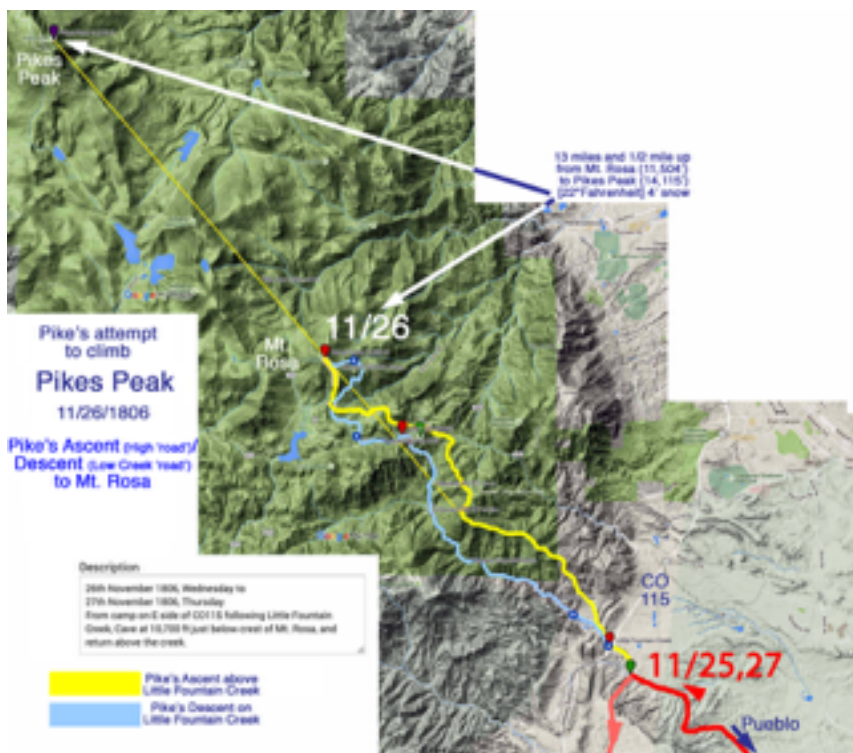 Pikes
Peak
13 miles and 1/2 mile up
from Mt. Rosa (11,504')
to Pikes Peak (14,115')
[22°Fahrenheit] 4' snow
11/26
Mt
Rosa
Pike's attempt
to climb
Pikes Peak
11/26/1806
Pike's Ascent (High 'road')/
Descent (Low Creek 'road')
to Mt. Rosa
Description
26th November 1806, Wednesday to
27th November 1806, Thursday
From camp on E side of CO115 following Little Fountain
Creek, Cave at 10,700 ft just below crest of Mt. Rosa, and
return above the creek.
CO
115
Pike's Ascent above
Little Fountain Creek
Pike's Descent on
Little Fountain Creek
11/25,27
Pueblo